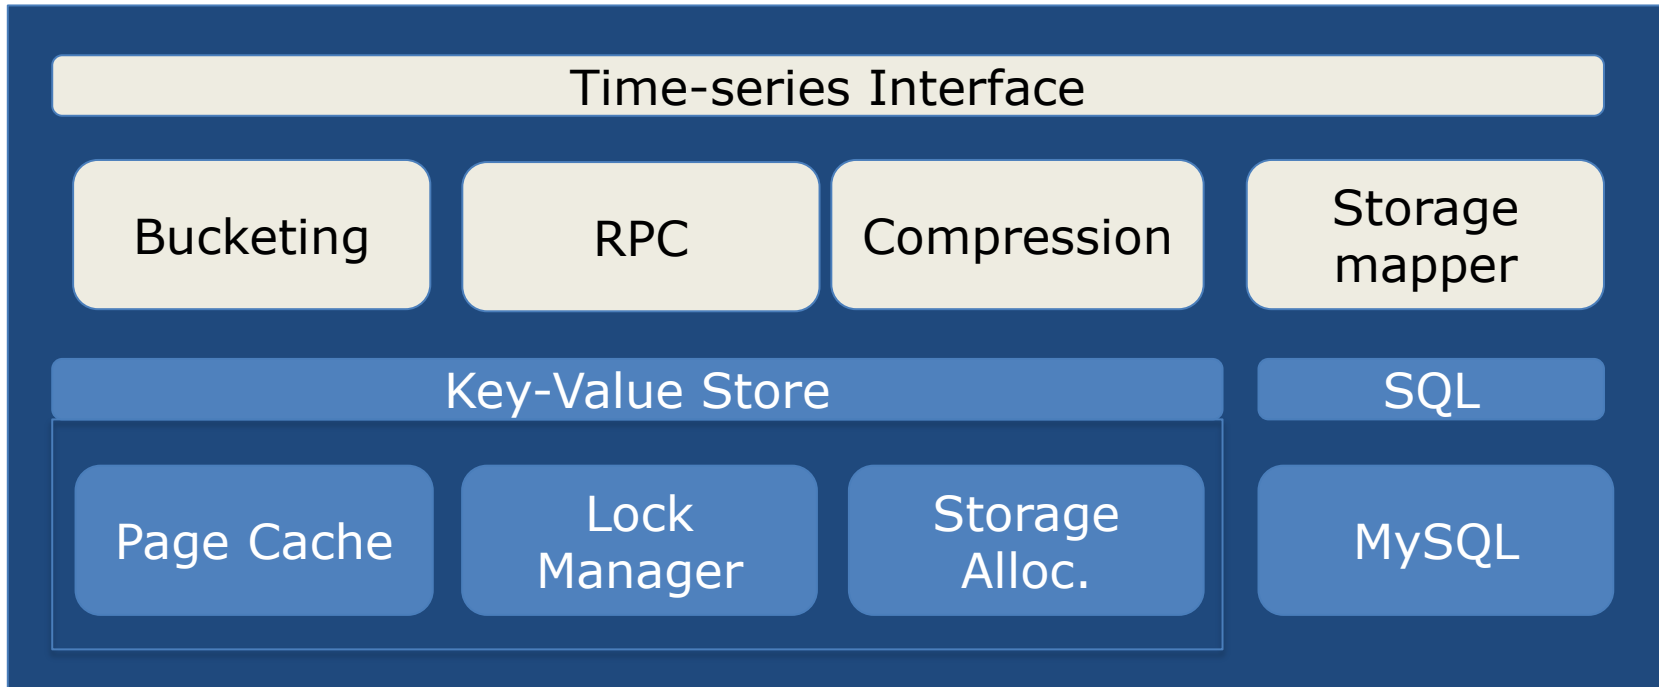 Time-series Interface
Bucketing
RPC
Compression
Storage
mapper
Key-Value Store
SQL
Page Cache
Lock
Manager
Storage
Alloc.
MySQL